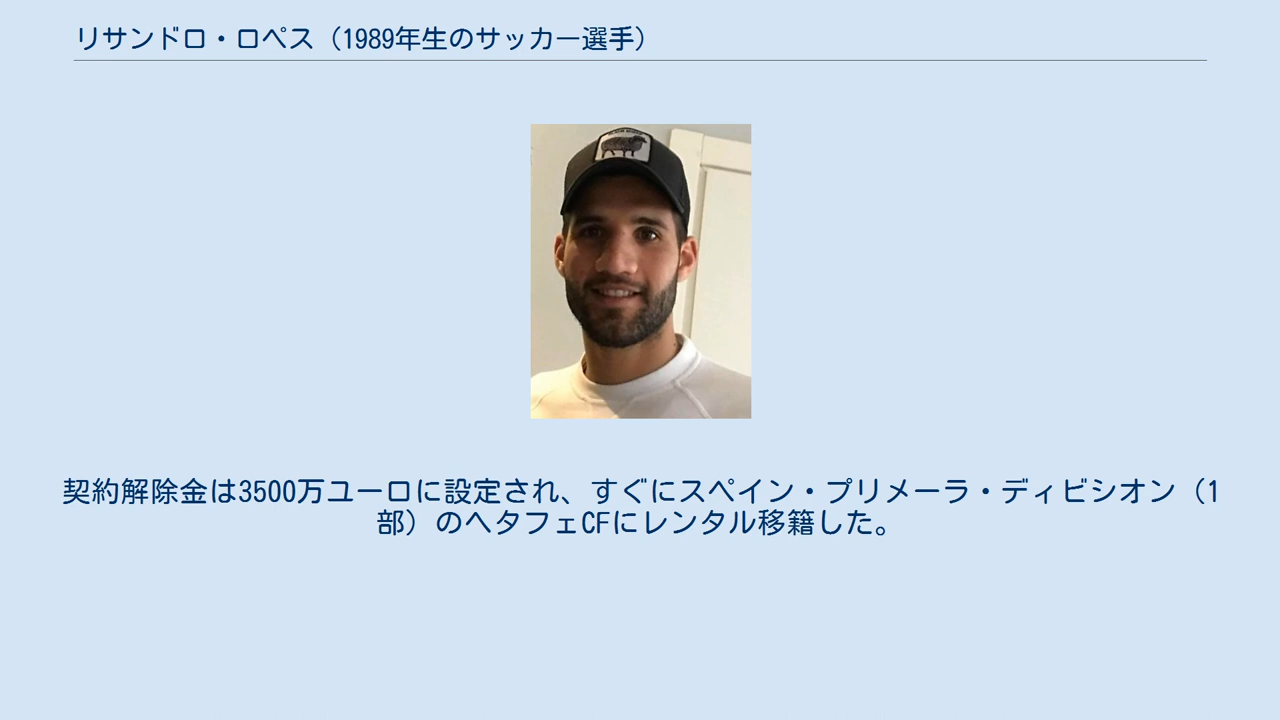 リサンドロ・ロペス（1989年生のサッカー選手）
契約解除金は3500万ユーロに設定され、すぐにスペイン・プリメーラ・ディビシオン（1
部）のヘタフェCFにレンタル移籍した。